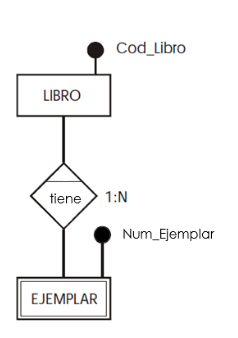 Cod_Libro
LIBRO
tiene
1:N
Num_Ejemplar
EJEMPLAR